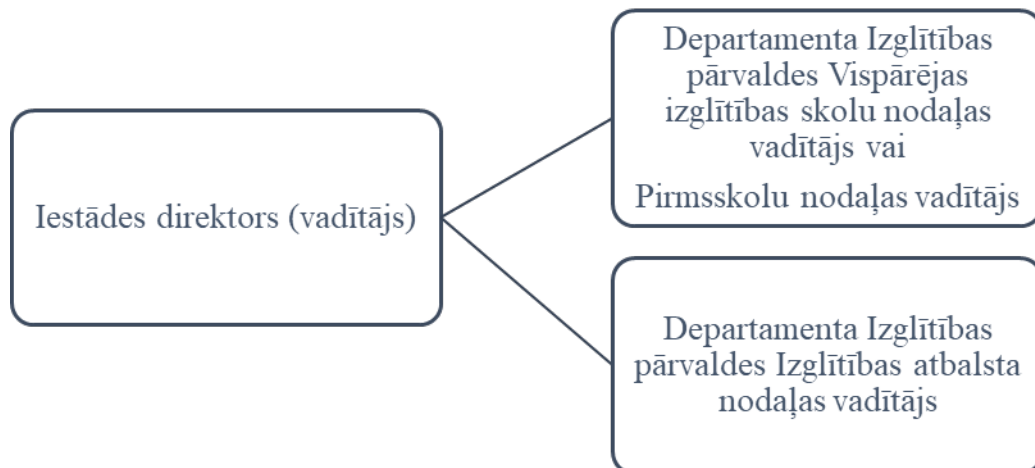 Iestādes direktors (vadītājs)
Departamenta Izglītības
pārvaldes Vispārējas
izglītības skolu nodaļas
vadītājs vai
Pirmsskolu nodaļas vadītājs
Departamenta Izglītības
pārvaldes Izglītības atbalsta
nodaļas vadītājs